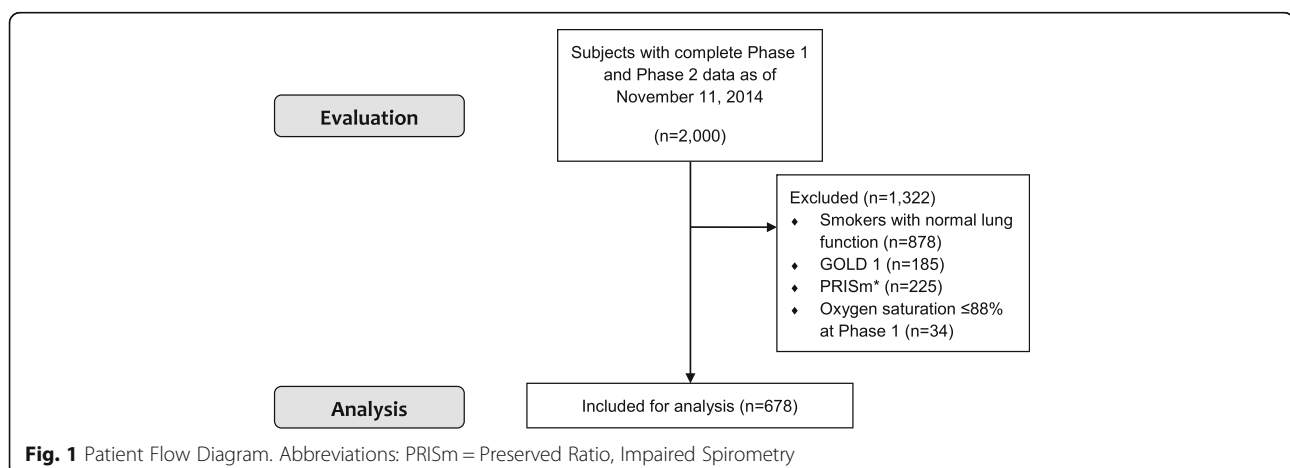 Evaluation
Subjects with complete Phase 1
and Phase 2 data as of
November 11, 2014
(n=2,000)
Excluded (n=1,322)
♦ Smokers with normal lung
function (n=878)
♦ GOLD 1 (n=185)
♦ PRISm* (n=225)
♦ Oxygen saturation ≤88%
at Phase 1 (n=34)
Analysis
Included for analysis (n=678)
Fig. 1 Patient Flow Diagram. Abbreviations: PRISm = Preserved Ratio, Impaired Spirometry